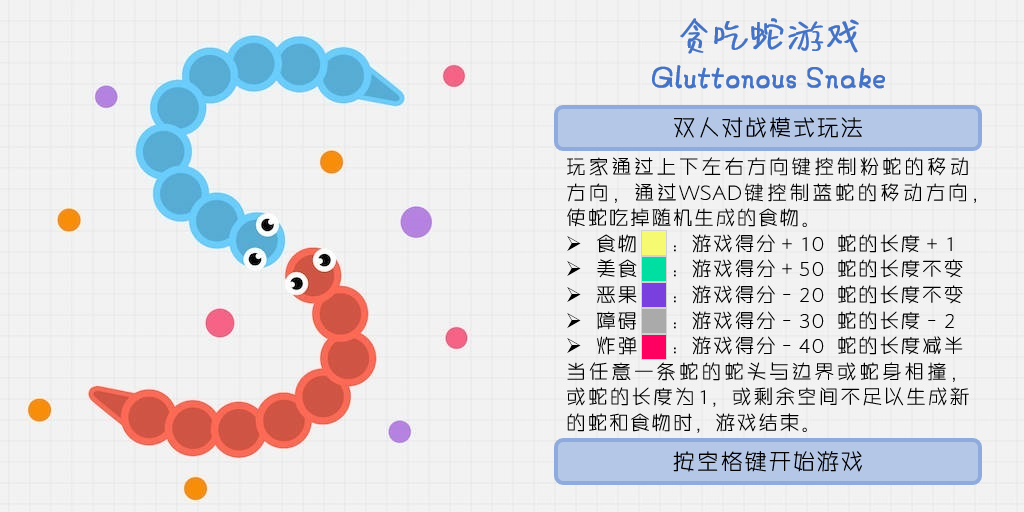 贪吃蛇游戏
Gluttonous Snake
双人对战模式玩法
玩家通过上下左右方向键控制粉蛇的移动
方向，通过WSAD键控制蓝蛇的移动方向，
使蛇吃掉随机生成的食物。
➢ 食物：游戏得分+10 蛇的长度+1
➢ 美食：游戏得分+50 蛇的长度不变
➢ 恶果：游戏得分-20 蛇的长度不变
➢ 障碍：游戏得分-30 蛇的长度-2
➢ 炸弹：游戏得分-40 蛇的长度减半
当任意一条蛇的蛇头与边界或蛇身相撞，
或蛇的长度为1，或剩余空间不足以生成新
的蛇和食物时，游戏结束。
按空格键开始游戏